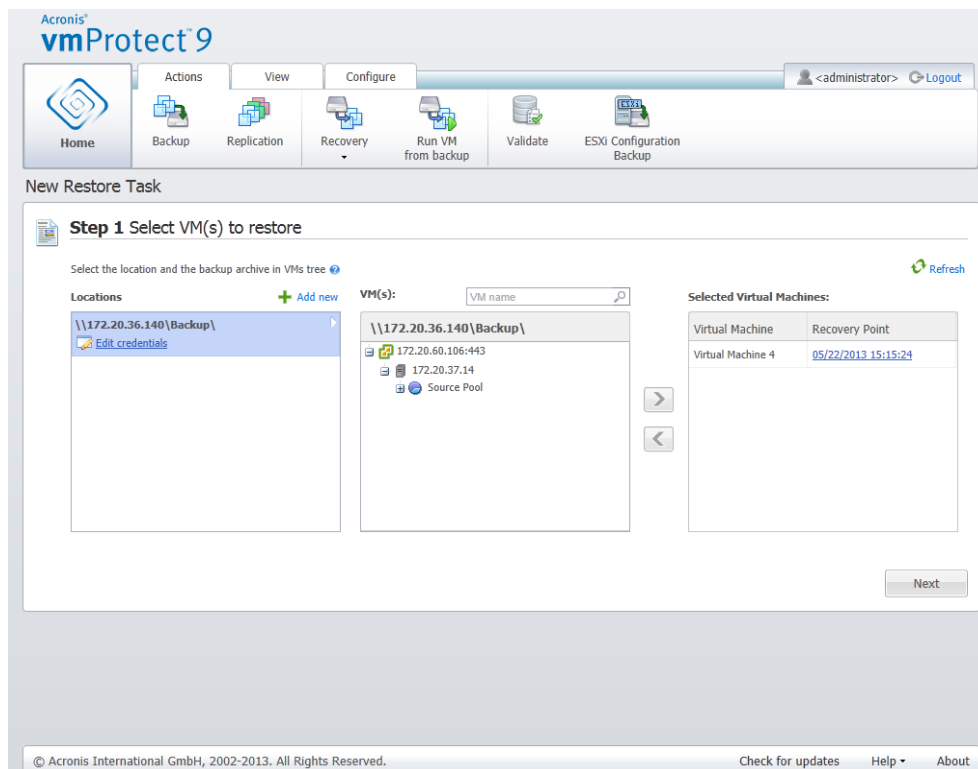 Acronis®
vmProtect™ 9
Actions View Configure
<administrator> Logout
Home
Backup
Replication
Recovery
Run VM
from backup
Validate
ESXi
ESXi Configuration
Backup
New Restore Task
Step 1 Select VM(s) to restore
Select the location and the backup archive in VMs tree
Refresh
Locations
Add new
\\172.20.36.140\Backup\
Edit credentials
VM(s):
VM name
\\172.20.36.140\Backup\
172.20.60.106:443
172.20.37.14
Source Pool
Selected Virtual Machines:
Virtual Machine Recovery Point
Virtual Machine 4 05/22/2013 15:15:24
Next
© Acronis International GmbH, 2002-2013. All Rights Reserved.
Check for updates Help About